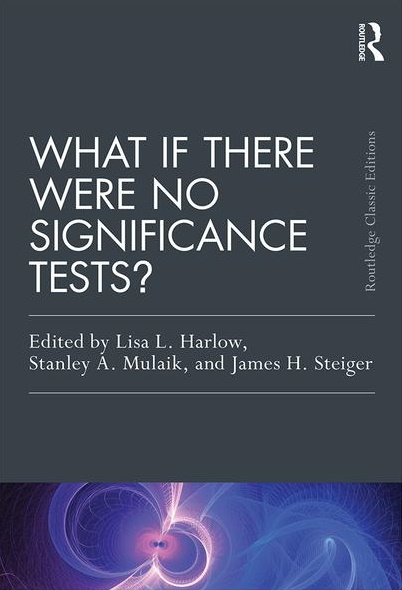 ROUTLEDGE
WHAT IF THERE
WERE NO
SIGNIFICANCE
TESTS?
Routledge Classic Editions
Edited by Lisa L. Harlow,
Stanley A. Mulaik, and James H. Steiger